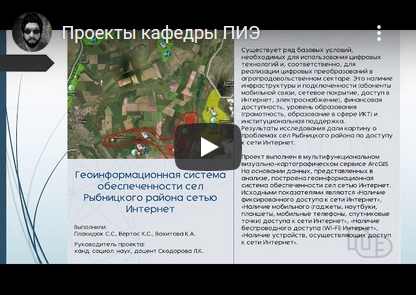 Проекты кафедры ПИЭ
Геоинформационная система
обеспеченности сел
Рыбницкого района сетью
Интернет
Выполнили:
Плакидюк С.С., Вертос К.С., Вахитова К.А.
Руководитель проекта:
канд. социол. наук, доцент Скодорова Л.К.
Существует ряд базовых условий,
необходимых для использования цифровых
технологий и, соответственно, для
реализации цифровых преобразований в
агропродовольственном секторе. Это наличие
инфраструктуры и подключения (абоненты
мобильной связи, сетевое покрытие, доступ в
Интернет, электроснабжение), финансовая
доступность, уровень образования
(грамотность, образование в сфере ИКТ) и
институциональная поддержка.
Результаты исследования дали картину о
проблемах сел Рыбницкого района по доступу
к сети Интернет.
Проект выполнен в мультифункциональном
визуально-картографическом сервисе ArcGIS
На основании данных, представленных в
анализе, построена геоинформационная
система обеспеченности сел сетью Интернет.
Исходными показателями являются «Наличие
фиксированного доступа к сети Интернет»,
«Наличие мобильного (гаджеты, ноутбуки,
планшеты, мобильные телефоны, спутниковые
точки) доступа к сети Интернет», «Наличие
беспроводного доступа (Wi-Fi) Интернет»,
«Наличие устройств, осуществляющих доступ
к сети Интернет».